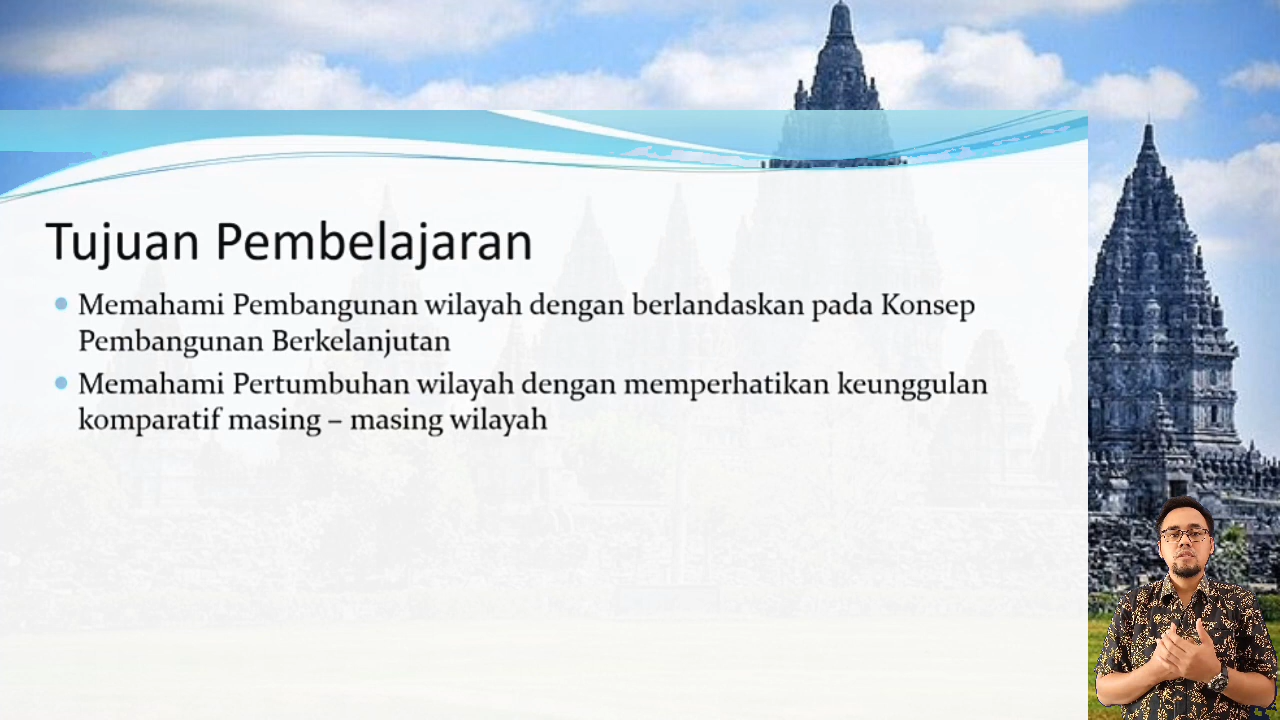 Tujuan Pembelajaran
Memahami Pembangunan wilayah dengan berlandaskan pada Konsep
Pembangunan Berkelanjutan
Memahami Pertumbuhan wilayah dengan memperhatikan keunggulan
komparatif masing – masing wilayah